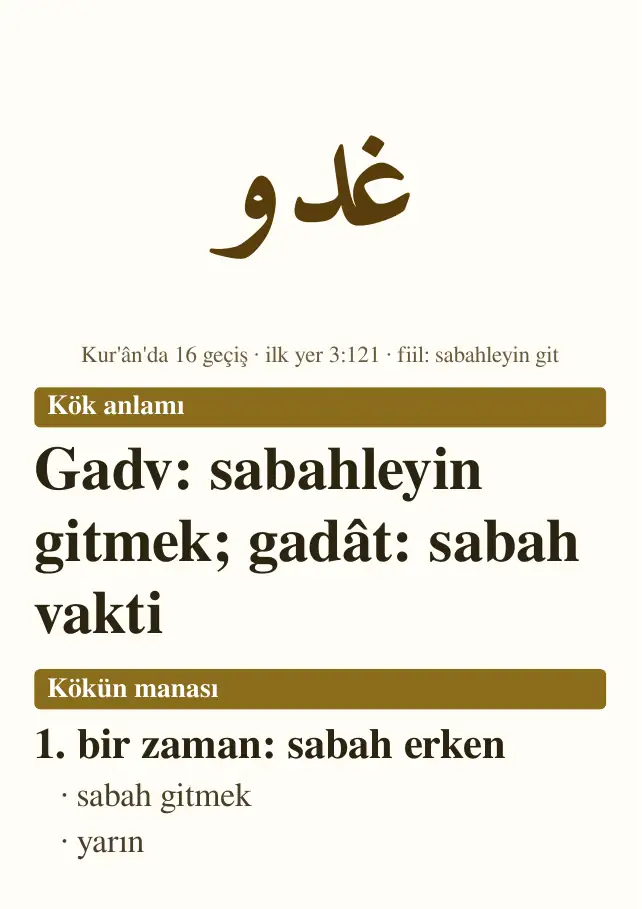 غدو
Kur'ân'da 16 geçiş · ilk yer 3:121 · fiil: sabahleyin git
Kök anlamı
Gadv: sabahleyin
gitmek; gadât: sabah
vakti
Kökün manası
1. bir zaman: sabah erken
· sabah gitmek
· yarın